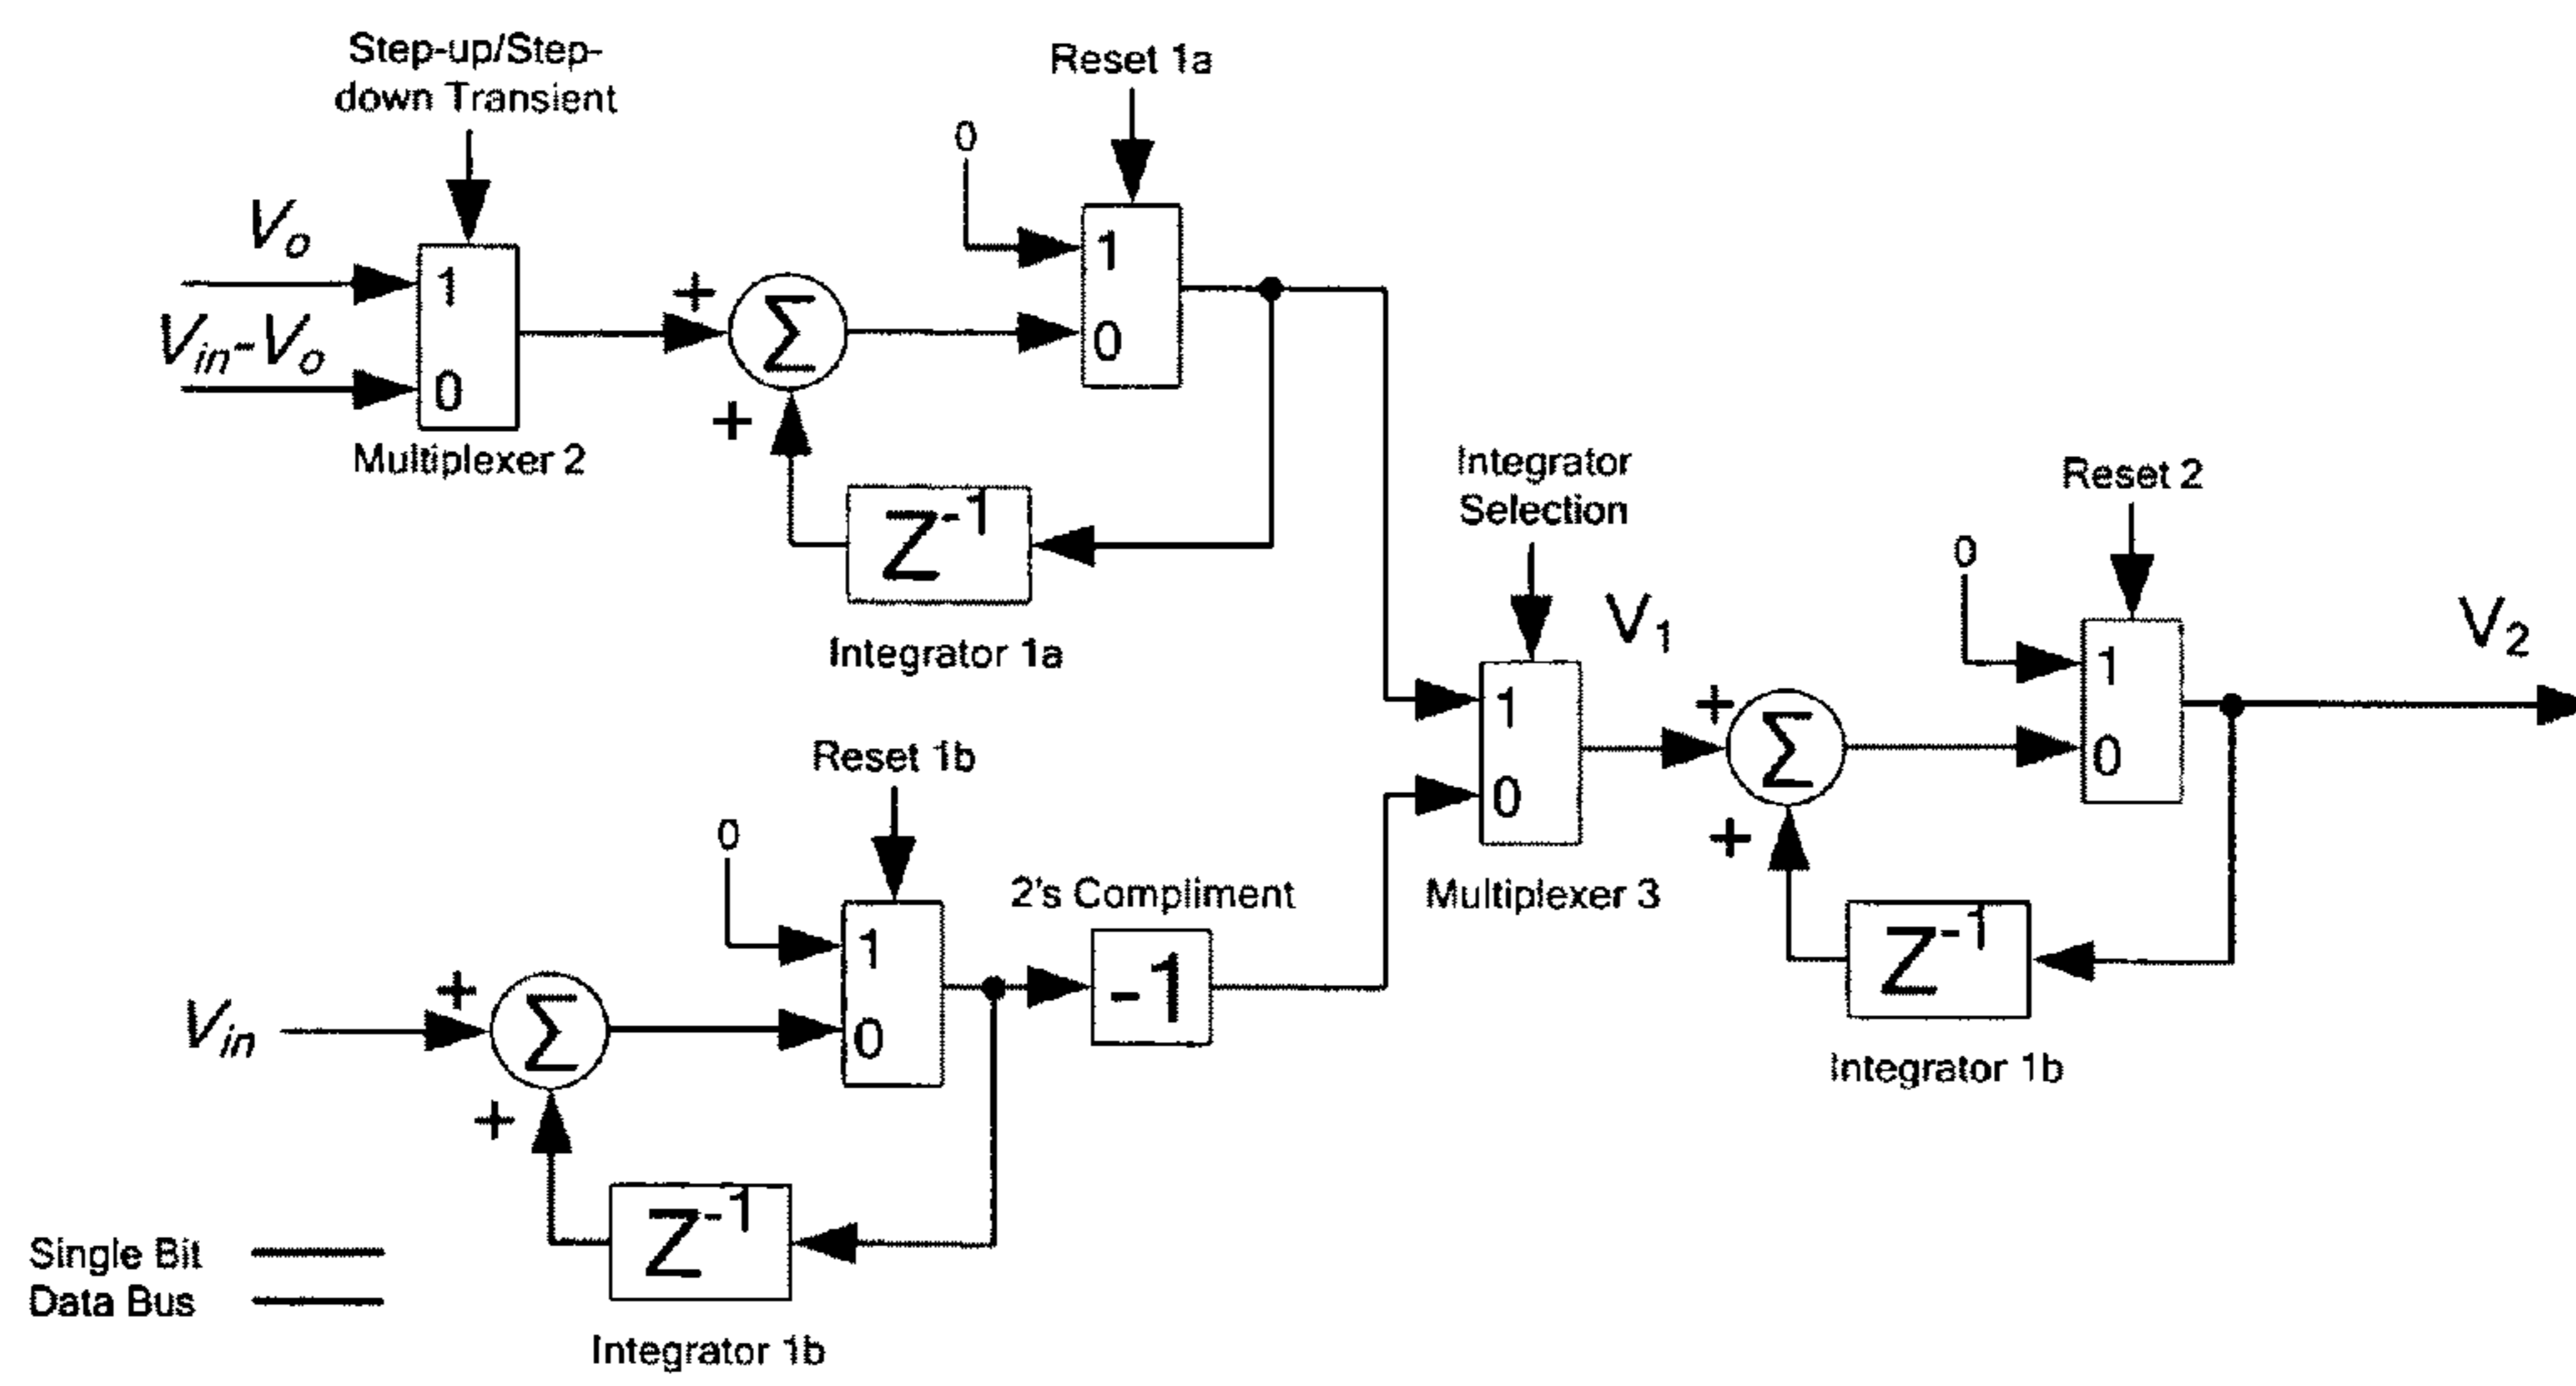 Step-up/Step-
down Transient
Reset 1a
0
Vo
1
Vin-Vo
0
Multiplexer 2
+
Σ
+
1
0
Z-1
Integrator 1a
Integrator
Selection
Reset 2
0
V1
V2
1
0
Multiplexer 3
+
Σ
+
1
0
Z-1
Integrator 1b
Reset 1b
0
2's Compliment
1
0
-1
Vin
+
Σ
+
Z-1
Integrator 1b
Single Bit
Data Bus